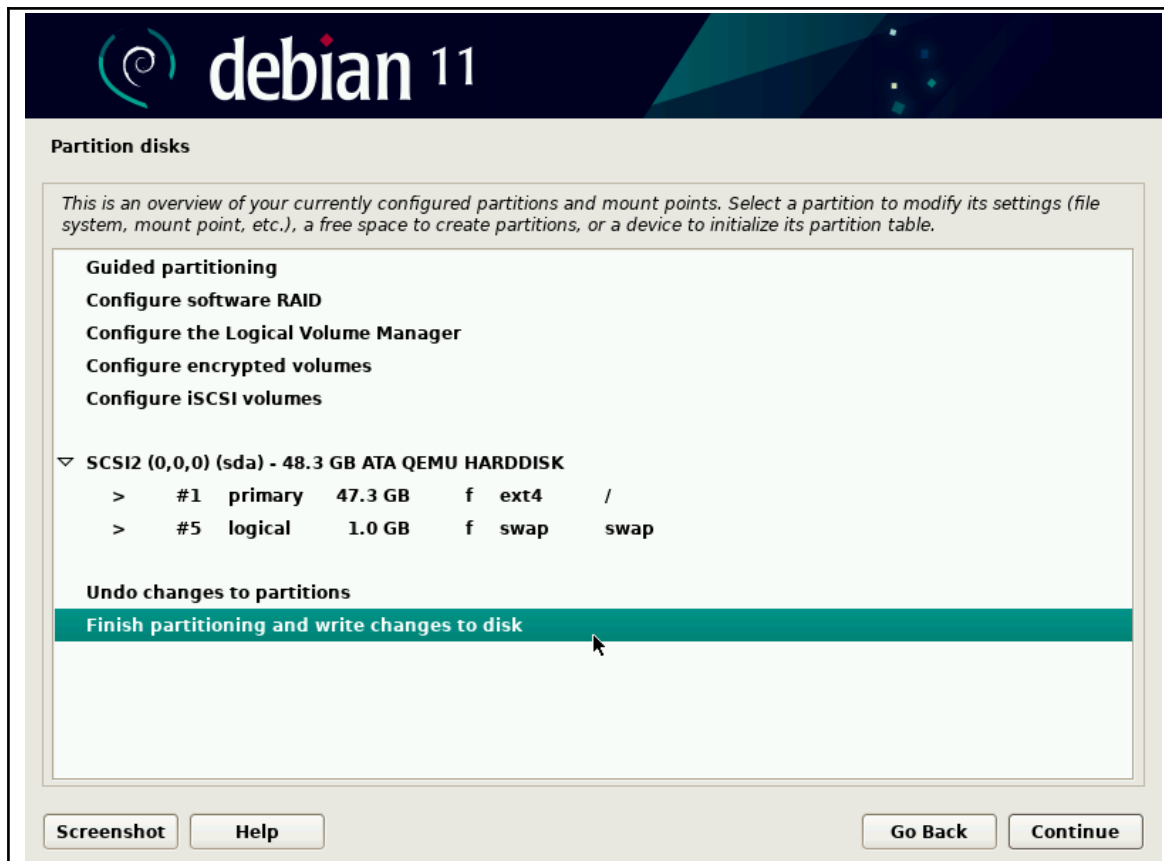 debian 11
Partition disks
This is an overview of your currently configured partitions and mount points. Select a partition to modify its settings (file
system, mount point, etc.), a free space to create partitions, or a device to initialize its partition table.
Guided partitioning
Configure software RAID
Configure the Logical Volume Manager
Configure encrypted volumes
Configure iSCSI volumes
SCSI2 (0,0,0) (sda) - 48.3 GB ATA QEMU HARDDISK
> #1 primary 47.3 GB f ext4 /
> #5 logical 1.0 GB f swap swap
Undo changes to partitions
Finish partitioning and write changes to disk
Screenshot Help Go Back Continue